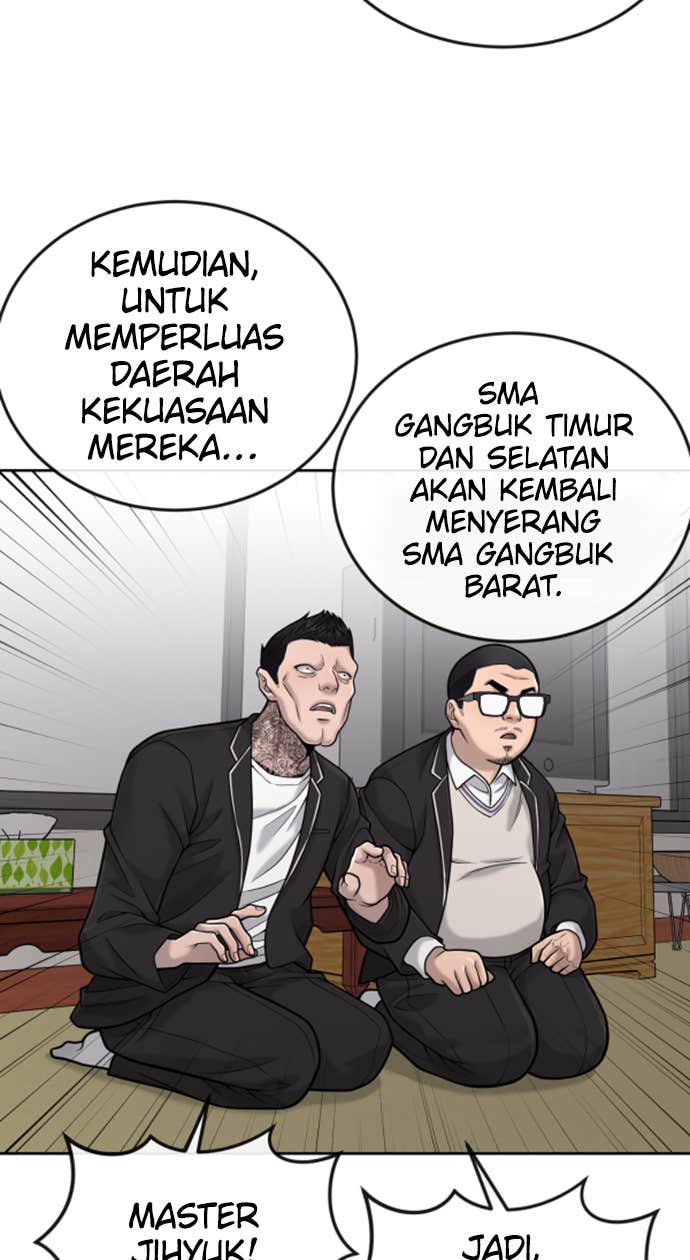 KEMUDIAN,
UNTUK
MEMPERLUAS
DAERAH
KEKUASAAN
MEREKA...
SMA
GANGBUK TIMUR
DAN SELATAN
AKAN KEMBALI
MENYERANG
SMA GANGBUK
BARAT.
MASTER
JIHYUK!
JADI,